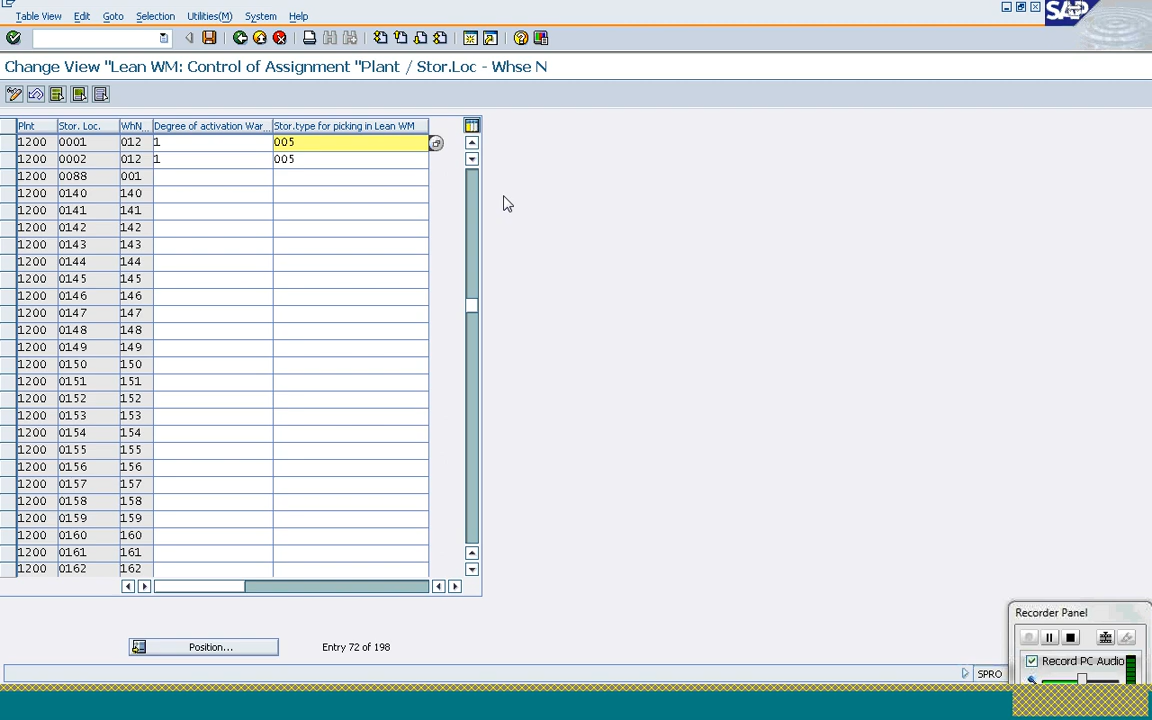 Table View Edit Goto Selection Utilities(M) System Help
SAP
Change View "Lean WM: Control of Assignment "Plant / Stor.Loc - Whse N
Plnt Stor. Loc. WhN... Degree of activation War... Stor.type for picking in Lean WM
1200 0001 012 1 005
1200 0002 012 1 005
1200 0088 001
1200 0140 140
1200 0141 141
1200 0142 142
1200 0143 143
1200 0144 144
1200 0145 145
1200 0146 146
1200 0147 147
1200 0148 148
1200 0149 149
1200 0150 150
1200 0151 151
1200 0152 152
1200 0153 153
1200 0154 154
1200 0155 155
1200 0156 156
1200 0157 157
1200 0158 158
1200 0159 159
1200 0160 160
1200 0161 161
1200 0162 162
Position... Entry 72 of 198
Recorder Panel
Record PC Audio
SPRO